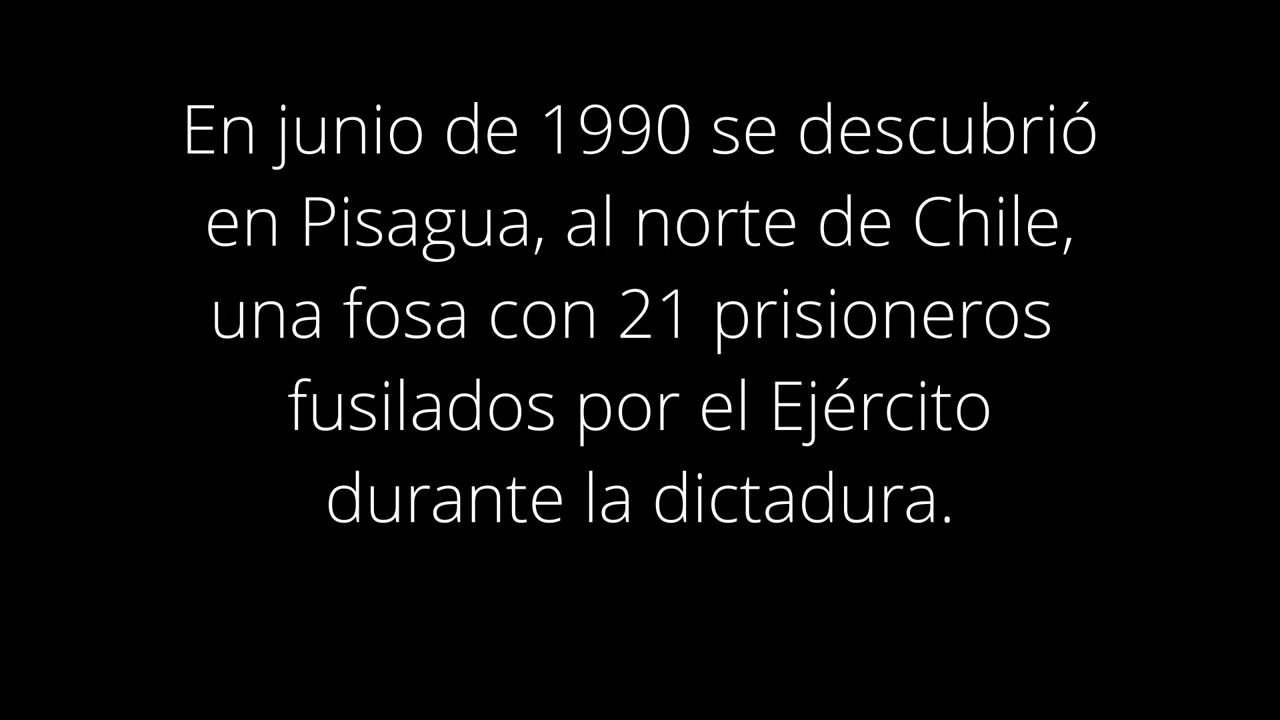 En junio de 1990 se descubrió
en Pisagua, al norte de Chile,
una fosa con 21 prisioneros
fusilados por el Ejército
durante la dictadura.